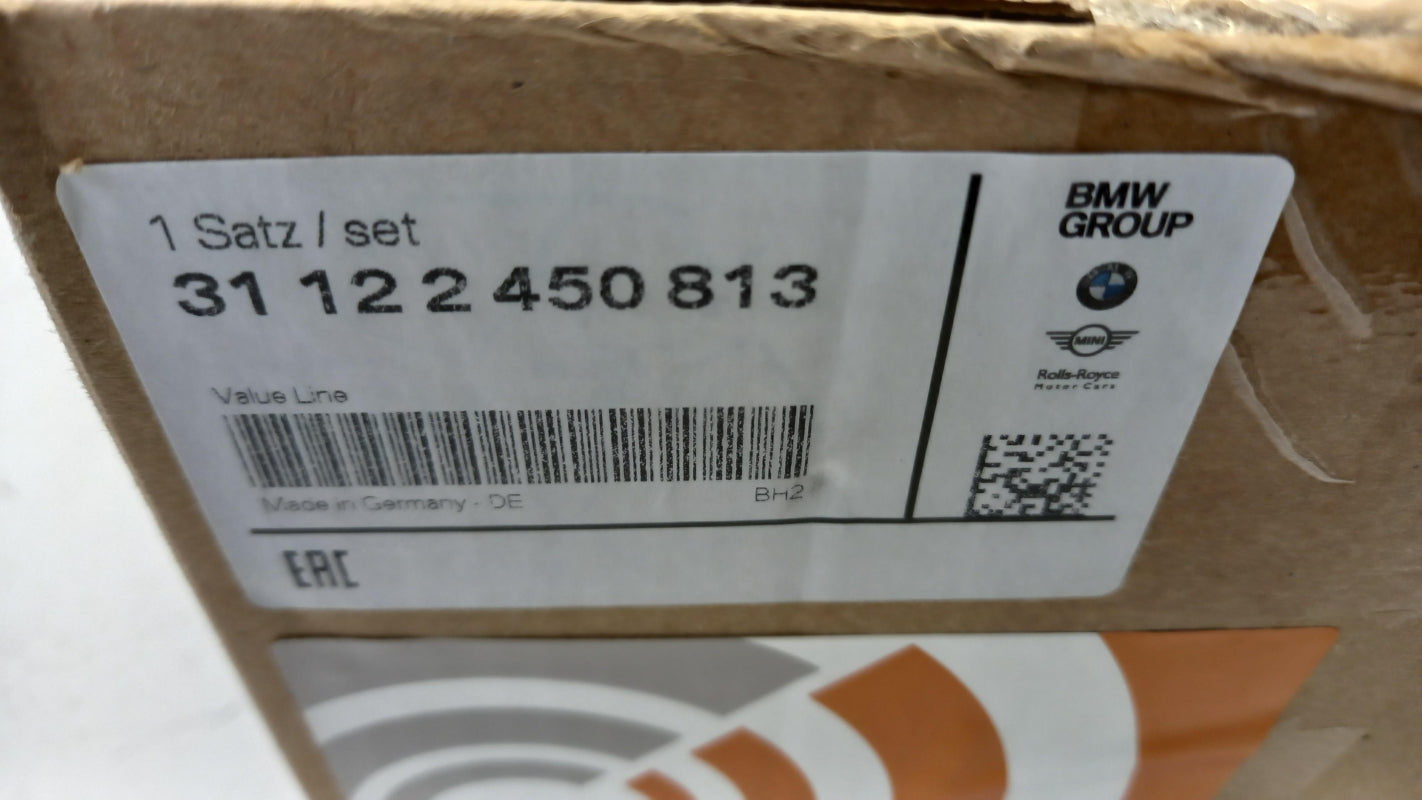 1 Satz / set
31 12 2 450 813
Value Line
Made in Germany - DE
BH2
EAC
BMW
GROUP
MINI
Rolls-Royce
Motor Cars